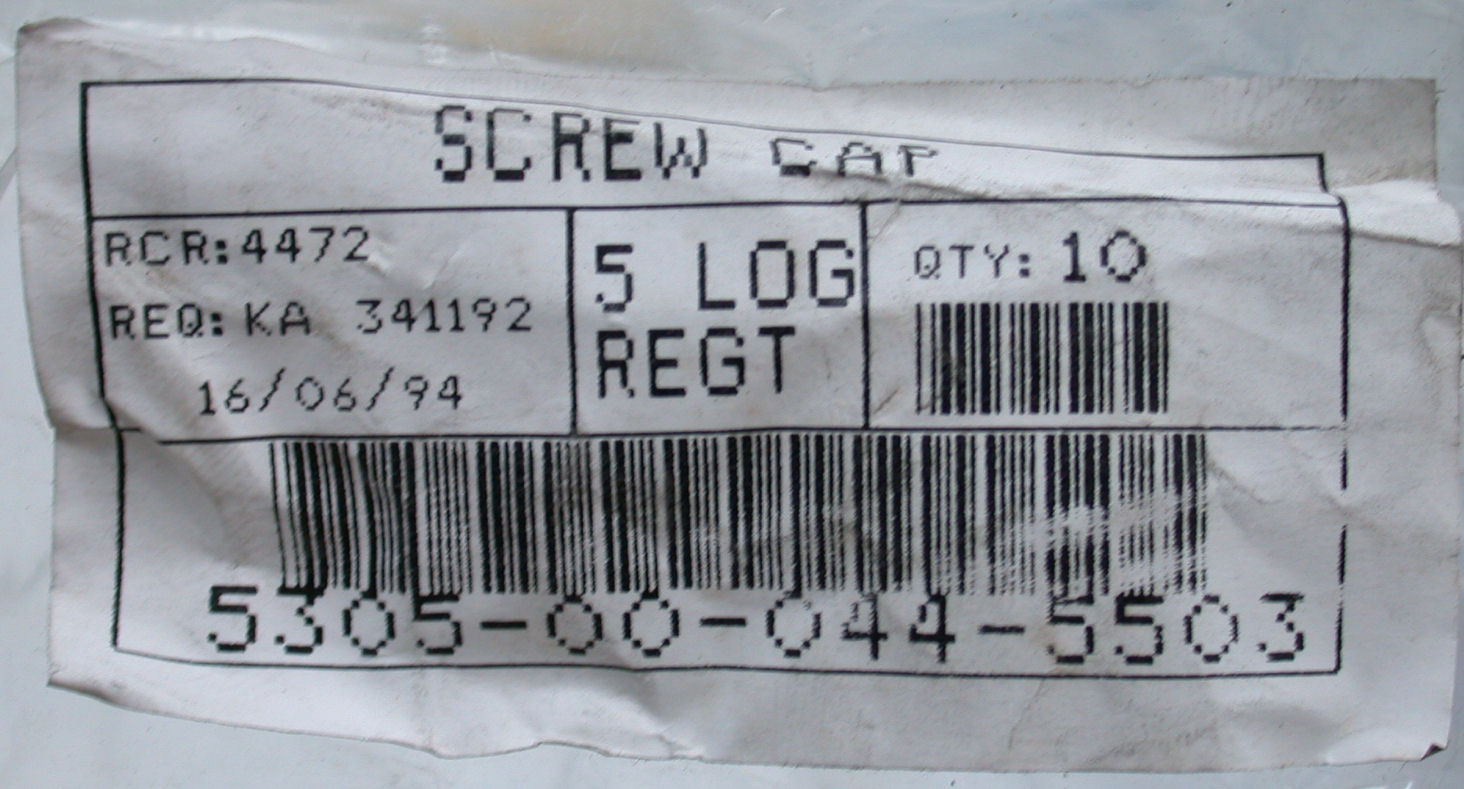 SCREW CAP
RCR:4472
REQ: KA 341192
16/06/94
5 LOG
REGT
QTY: 10
5305-00-044-5503